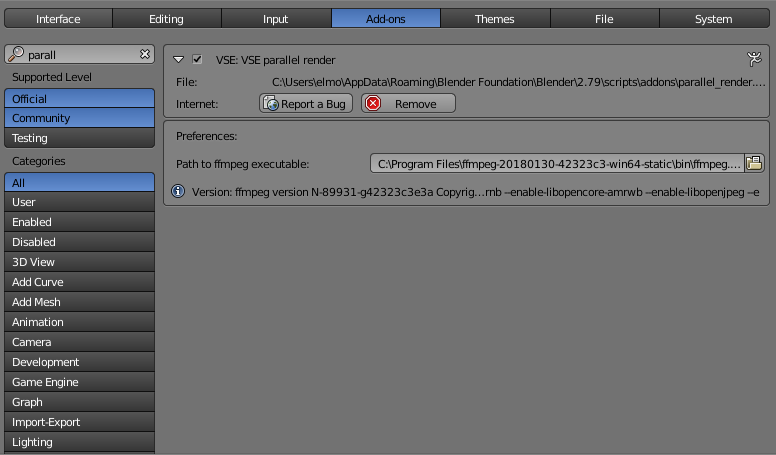 Interface Editing Input Add-ons Themes File System
parall
Supported Level
Official
Community
Testing
Categories
All
User
Enabled
Disabled
3D View
Add Curve
Add Mesh
Animation
Camera
Development
Game Engine
Graph
Import-Export
Lighting
VSE: VSE parallel render
File: C:\Users\elmo\AppData\Roaming\Blender Foundation\Blender\2.79\scripts\addons\parallel_render....
Internet: Report a Bug Remove
Preferences:
Path to ffmpeg executable: C:\Program Files\ffmpeg-20180130-42323c3-win64-static\bin\ffmpeg....
Version: ffmpeg version N-89931-g42323c3e3a Copyrig...rnb --enable-libopencore-amrwb --enable-libopenjpeg --e